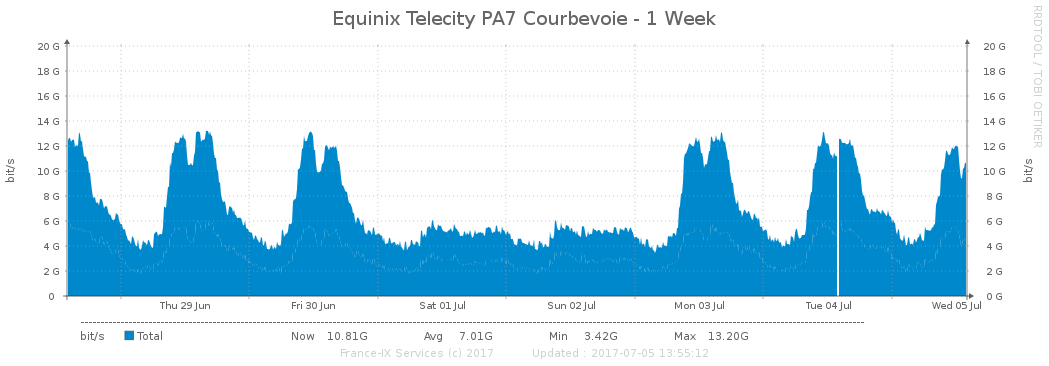 Equinix Telecity PA7 Courbevoie - 1 Week
RRDTOOL / TOBI OETIKER
20 G 20 G
18 G 18 G
16 G 16 G
14 G 14 G
12 G 12 G
10 G 10 G
8 G 8 G
6 G 6 G
4 G 4 G
2 G 2 G
0 0 G
bit/s
bit/s
Thu 29 Jun Fri 30 Jun Sat 01 Jul Sun 02 Jul Mon 03 Jul Tue 04 Jul Wed 05 Jul
bit/s Total Now 10.81G Avg 7.01G Min 3.42G Max 13.20G
France-IX Services (c) 2017 Updated : 2017-07-05 13:55:12